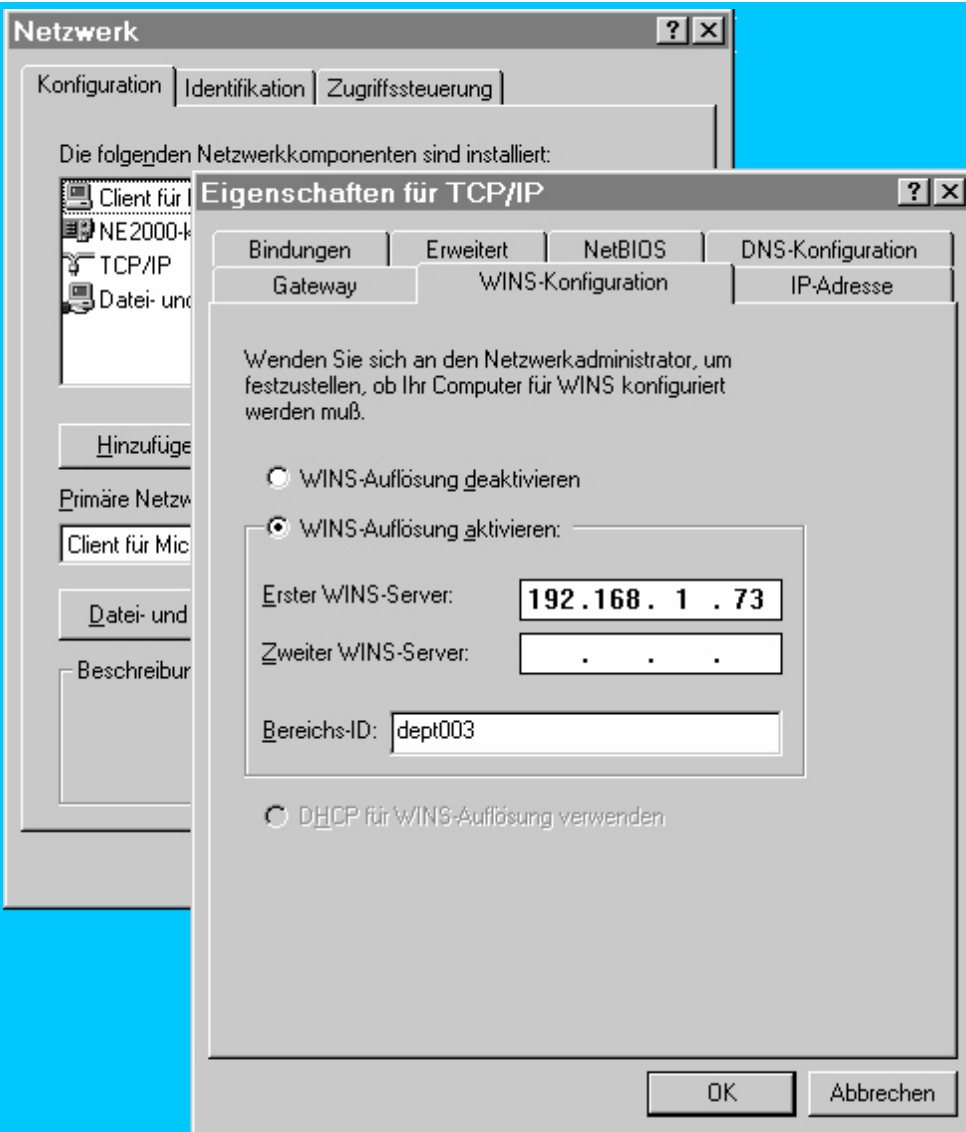 Netzwerk
Konfiguration Identifikation Zugriffssteuerung
Die folgenden Netzwerkkomponenten sind installiert:
Client für
NE2000-k
TCP/IP
Datei- und
Hinzufüge
Primäre Netzw
Client für Mic
Datei- und
Beschreibun
Eigenschaften für TCP/IP
Bindungen Erweitert NetBIOS DNS-Konfiguration
Gateway WINS-Konfiguration IP-Adresse
Wenden Sie sich an den Netzwerkadministrator, um
festzustellen, ob Ihr Computer für WINS konfiguriert
werden muß.
WINS-Auflösung deaktivieren
WINS-Auflösung aktivieren:
Erster WINS-Server: 192.168. 1 . 73
Zweiter WINS-Server: . . .
Bereichs-ID: dept003
DHCP für WINS-Auflösung verwenden
OK Abbrechen